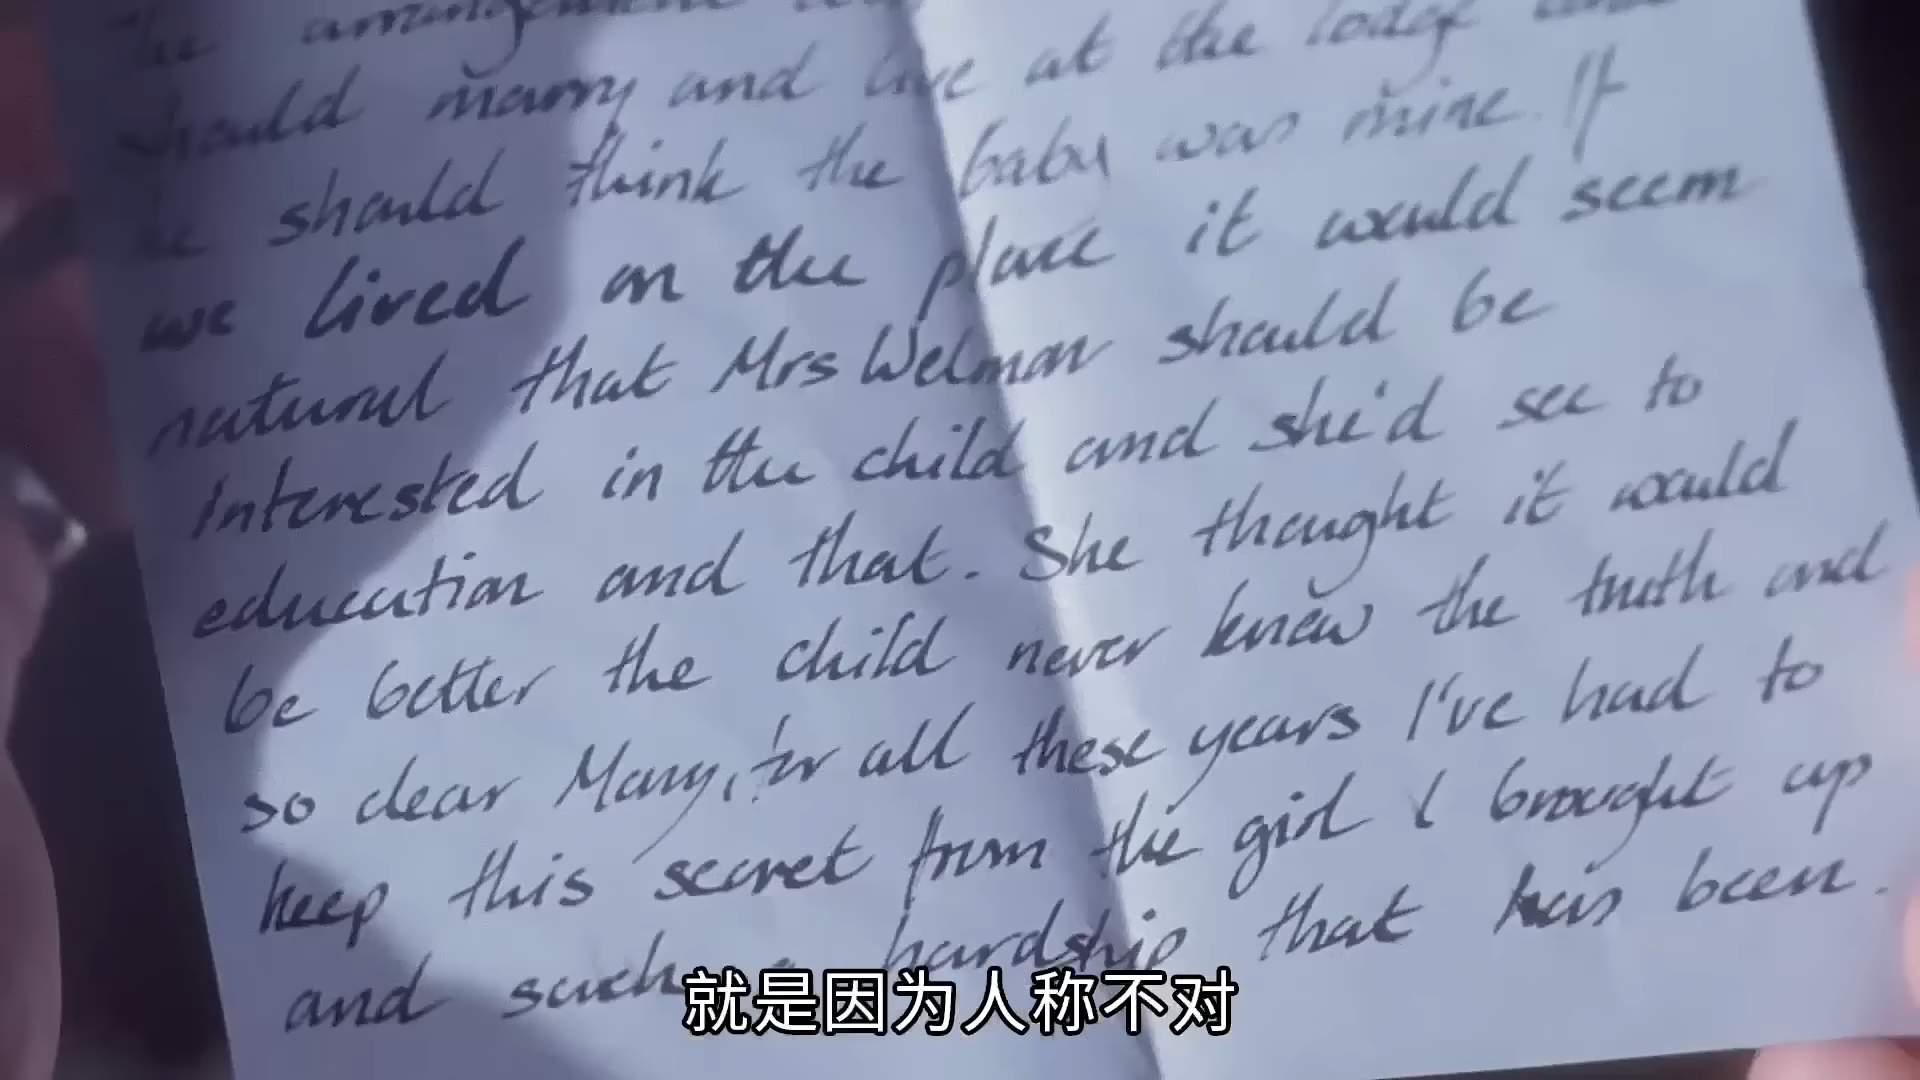 The arrangement
should marry and live at the lodge and
he should think the baby was mine. If
we lived on the place it would seem
natural that Mrs Welman should be
interested in the child and she'd see to
education and that. She thought it would
be better the child never knew the truth and
so dear Mary, for all these years I've had to
keep this secret from the girl I brought up
and such a hardship that has been.
就是因为人称不对